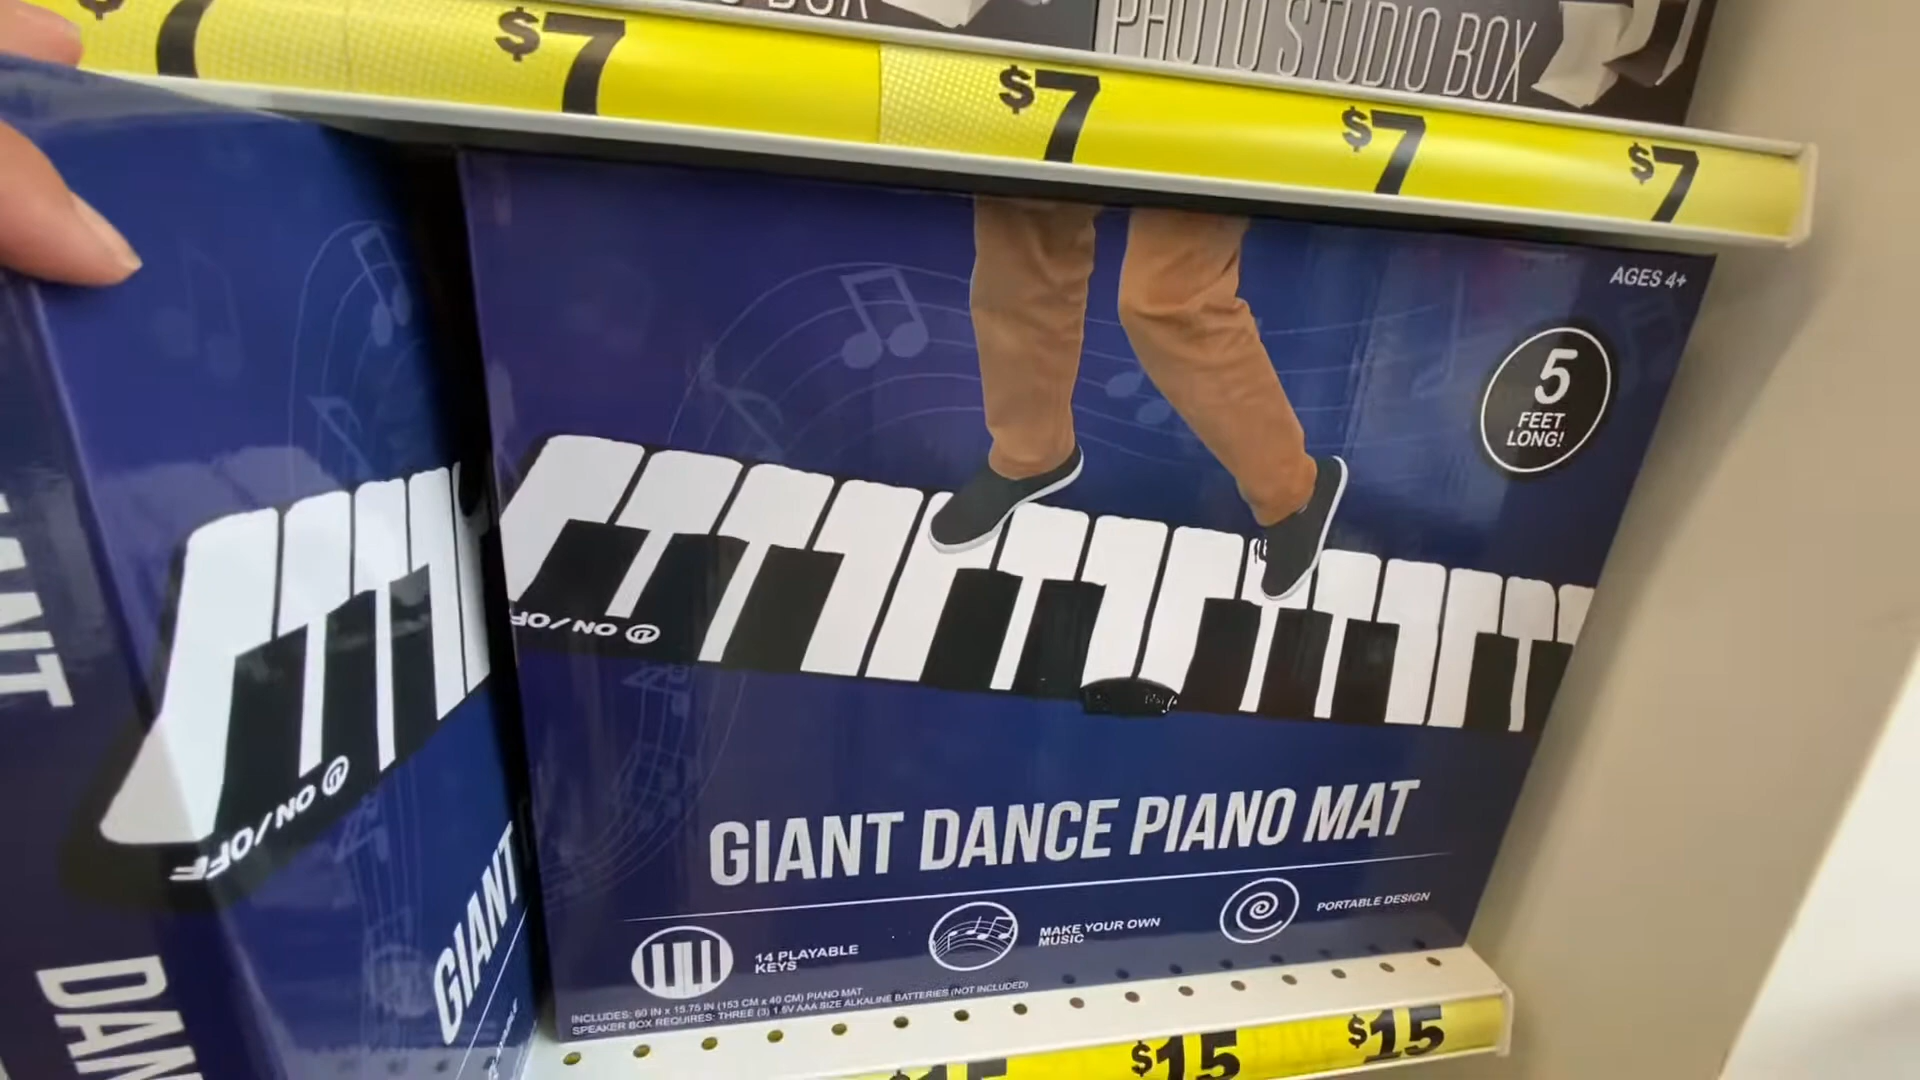 BOX
PHOTO STUDIO BOX
$7
$7
$7
$7
AGES 4+
5
FEET
LONG!
ON/OFF
GIANT DANCE PIANO MAT
14 PLAYABLE
KEYS
MAKE YOUR OWN
MUSIC
PORTABLE DESIGN
INCLUDES: 60 IN x 15.75 IN (153 CM x 40 CM) PIANO MAT
SPEAKER BOX REQUIRES: THREE (3) 1.5V AAA SIZE ALKALINE BATTERIES (NOT INCLUDED)
ON/OFF
GIANT
$15
$15
$15